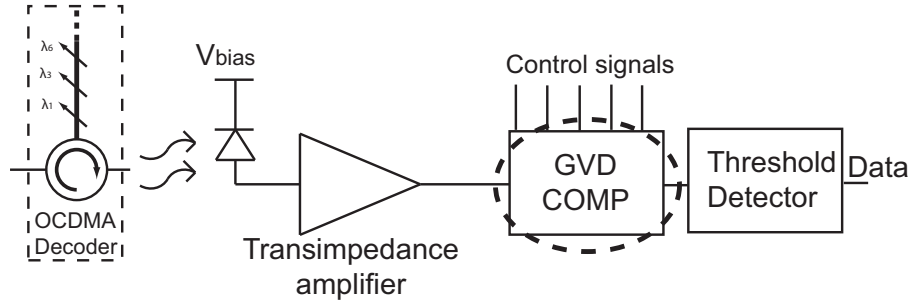 λ6
λ3
λ1
OCDMA
Decoder
Vbias
Transimpedance
amplifier
Control signals
GVD
COMP
Threshold
Detector
Data